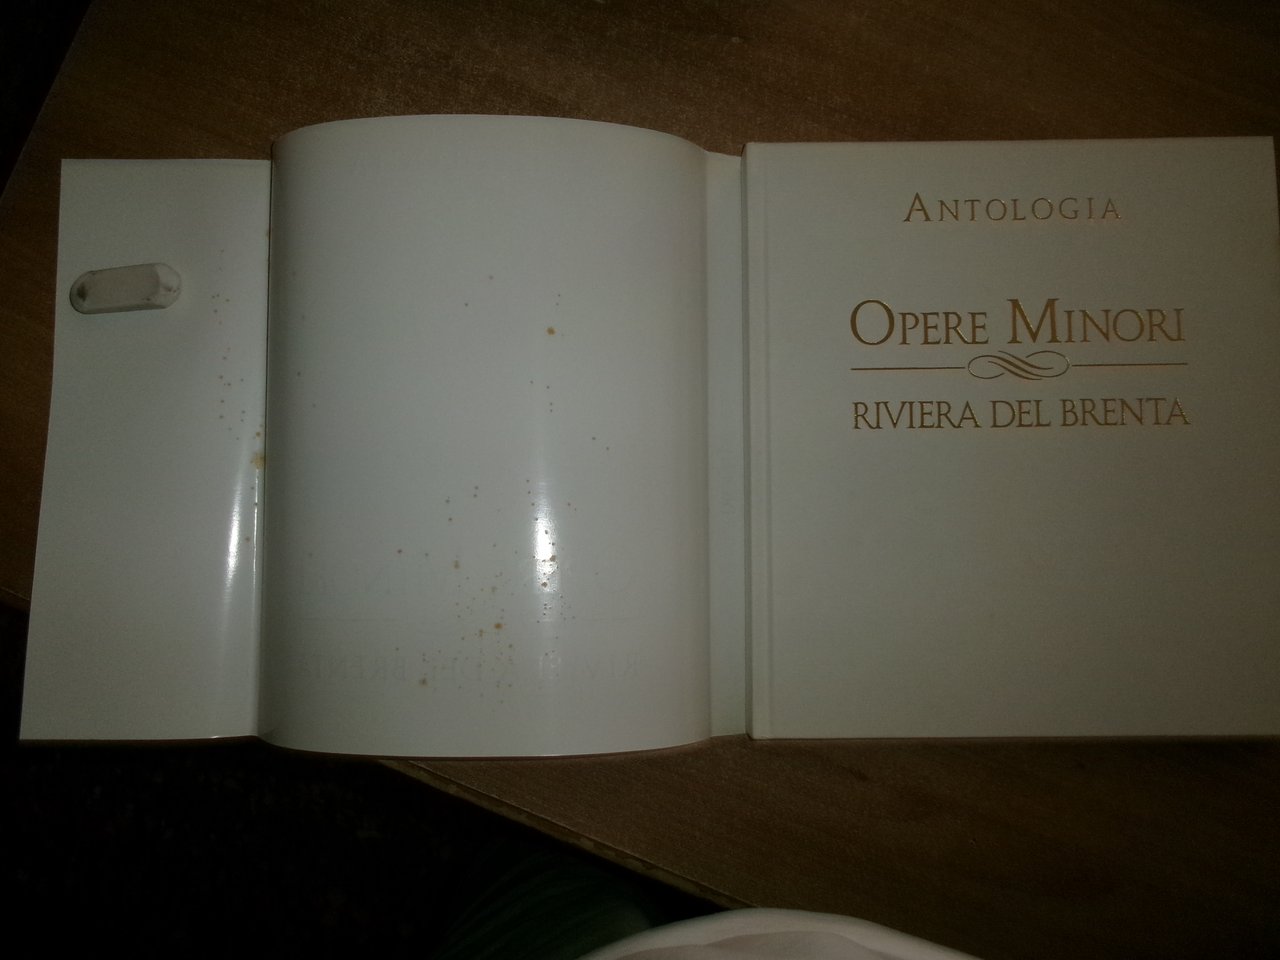 ANTOLOGIA
OPERE MINORI
RIVIERA DEL BRENTA